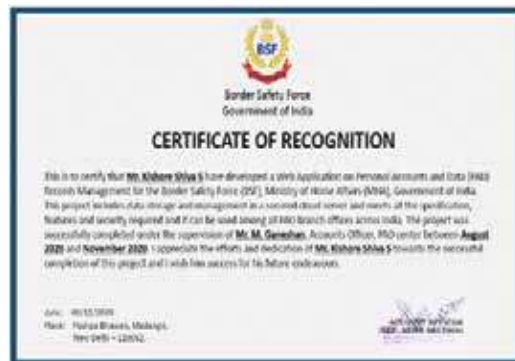 BSF
Border Safety Force
Government of India
CERTIFICATE OF RECOGNITION
This is to certify that Mr. Kishore Shiva S have developed a Web Application on Personal Accounts and Data (PAD)
Records Management for the Border Safety Force (BSF), Ministry of Home Affairs (MHA), Government of India.
This project includes data storage and management in a secured cloud server and meets all the specification,
features and security required and it can be used among all PAD branch offices across India. The project was
successfully completed under the supervision of Mr. M. Ganeshan, Accounts Officer, PAD center between August
2020 and November 2020. I appreciate the efforts and dedication of Mr. Kishore Shiva S towards the successful
completion of this project and I wish him success for his future endeavours.
Date:
Place: Pushpa Bhawan, Madangir,
New Delhi –